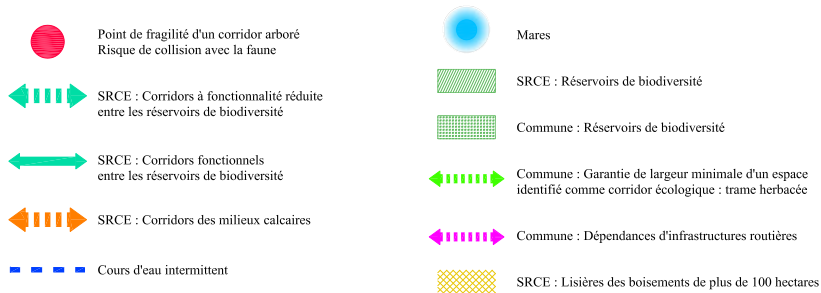 Point de fragilité d'un corridor arboré
Risque de collision avec la faune
SRCE : Corridors à fonctionnalité réduite
entre les réservoirs de biodiversité
SRCE : Corridors fonctionnels
entre les réservoirs de biodiversité
SRCE : Corridors des milieux calcaires
Cours d'eau intermittent
Mares
SRCE : Réservoirs de biodiversité
Commune : Réservoirs de biodiversité
Commune : Garantie de largeur minimale d'un espace
identifié comme corridor écologique : trame herbacée
Commune : Dépendances d'infrastructures routières
SRCE : Lisières des boisements de plus de 100 hectares